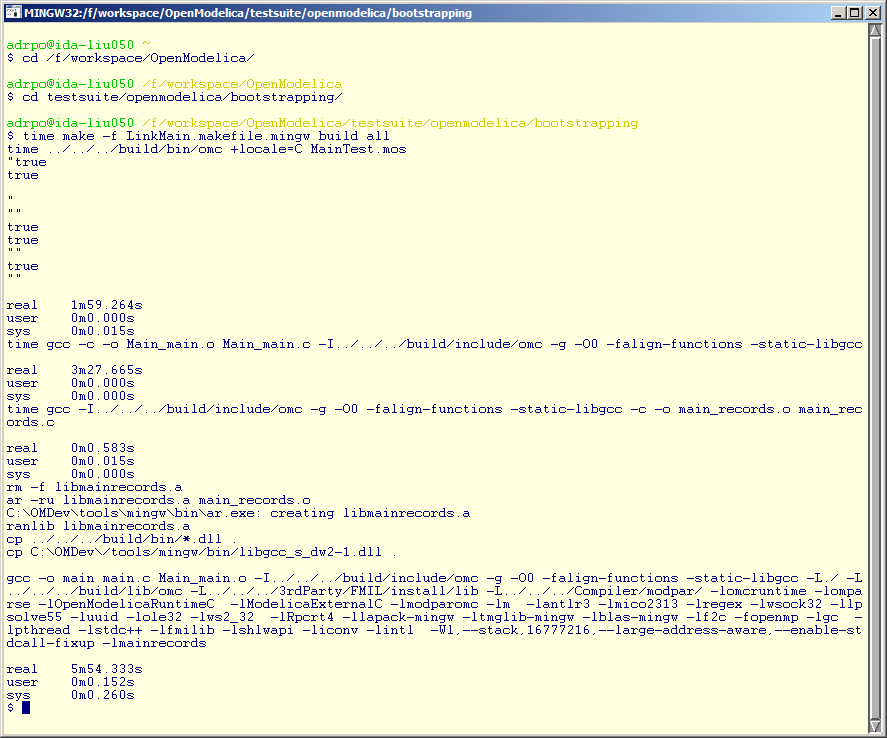 MINGW32:/f/workspace/OpenModelica/testsuite/openmodelica/bootstrapping
adrpo@ida-liu050 ~
$ cd /f/workspace/OpenModelica/
adrpo@ida-liu050 /f/workspace/OpenModelica
$ cd testsuite/openmodelica/bootstrapping/
adrpo@ida-liu050 /f/workspace/OpenModelica/testsuite/openmodelica/bootstrapping
$ time make -f LinkMain.makefile.mingw build all
time ../../../build/bin/omc +locale=C MainTest.mos
"true
true
"
""
true
true
""
true
""
real    1m59.264s
user    0m0.000s
sys     0m0.015s
time gcc -c -o Main_main.o Main_main.c -I../../../build/include/omc -g -O0 -falign-functions -static-libgcc
real    3m27.665s
user    0m0.000s
sys     0m0.000s
time gcc -I../../../build/include/omc -g -O0 -falign-functions -static-libgcc -c -o main_records.o main_rec
ords.c
real    0m0.583s
user    0m0.015s
sys     0m0.000s
rm -f libmainrecords.a
ar -ru libmainrecords.a main_records.o
C:\OMDev\tools\mingw\bin\ar.exe: creating libmainrecords.a
ranlib libmainrecords.a
cp ../../../build/bin/*.dll .
cp C:\OMDev\/tools/mingw/bin/libgcc_s_dw2-1.dll .
gcc -o main main.c Main_main.o -I../../../build/include/omc -g -O0 -falign-functions -static-libgcc -L./ -L
../../../build/lib/omc -L../../../3rdParty/FMIL/install/lib -L../../../Compiler/modpar/ -lomcruntime -lompa
rse -lOpenModelicaRuntimeC  -lModelicaExternalC -lmodparomc -lm  -lantlr3 -lmico2313 -lregex -lwsock32 -llp
solve55 -luuid -lole32 -lws2_32  -lRpcrt4 -llapack-mingw -ltmglib-mingw -lblas-mingw -lf2c -fopenmp -lgc  -
lpthread -lstdc++ -lfmilib -lshlwapi -liconv -lintl  -Wl,--stack,16777216,--large-address-aware,--enable-st
dcall-fixup -lmainrecords
real    5m54.333s
user    0m0.152s
sys     0m0.260s
$